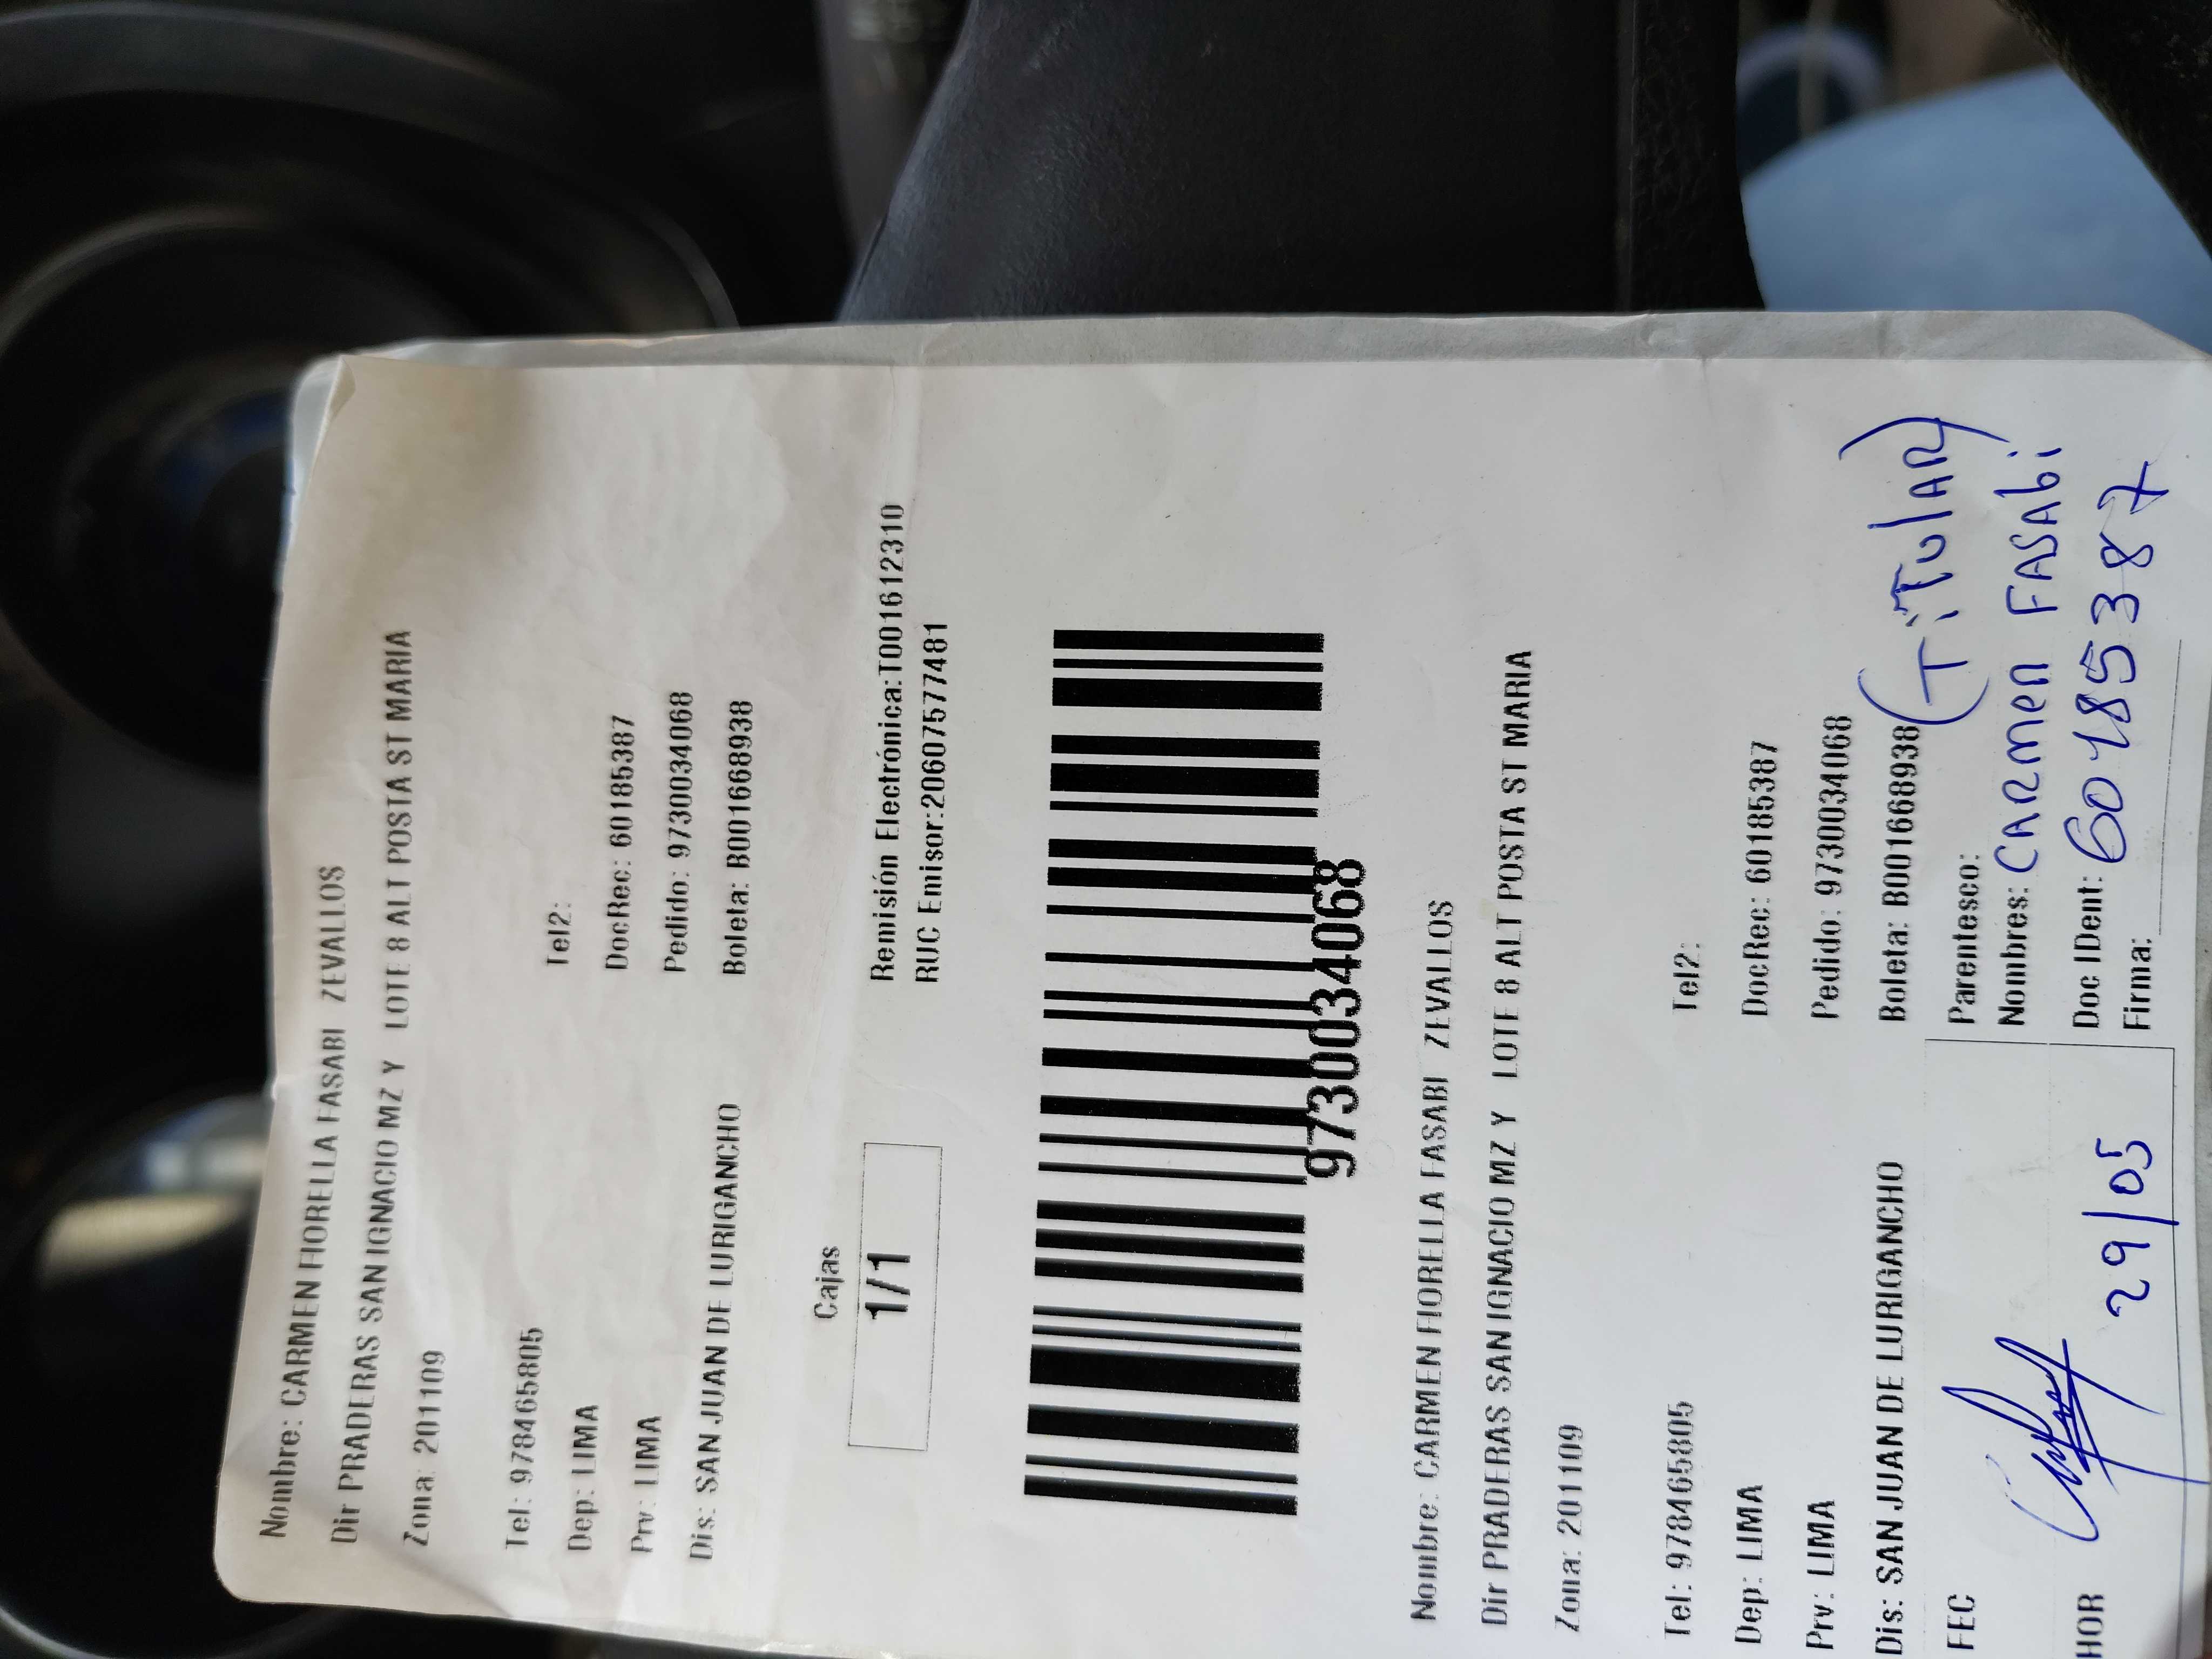 Nombre: CARMEN FIORELLA FASABI ZEVALLOS
Dir PRADERAS SAN IGNACIO MZ Y LOTE 8 ALT POSTA ST MARIA
Zona: 201109
Tel: 978465805 Tel2:
Dep: LIMA DocRec: 60185387
Prv: LIMA Pedido: 9730034068
Dis: SAN JUAN DE LURIGANCHO Boleta: B001668938
Cajas
1/1
Remisión Electrónica:T001612310
RUC Emisor:20607577481
9730034068
Nombre: CARMEN FIORELLA FASABI ZEVALLOS
Dir PRADERAS SAN IGNACIO MZ Y LOTE 8 ALT POSTA ST MARIA
Zona: 201109
Tel: 978465805 Tel2:
Dep: LIMA DocRec: 60185387
Prv: LIMA Pedido: 9730034068
Dis: SAN JUAN DE LURIGANCHO Boleta: B001668938
FEC
Parentesco: (TiTulAR)
Nombres: CARMen FASAbi
HOR 29/05
Doc IDent: 60185387
Firma: